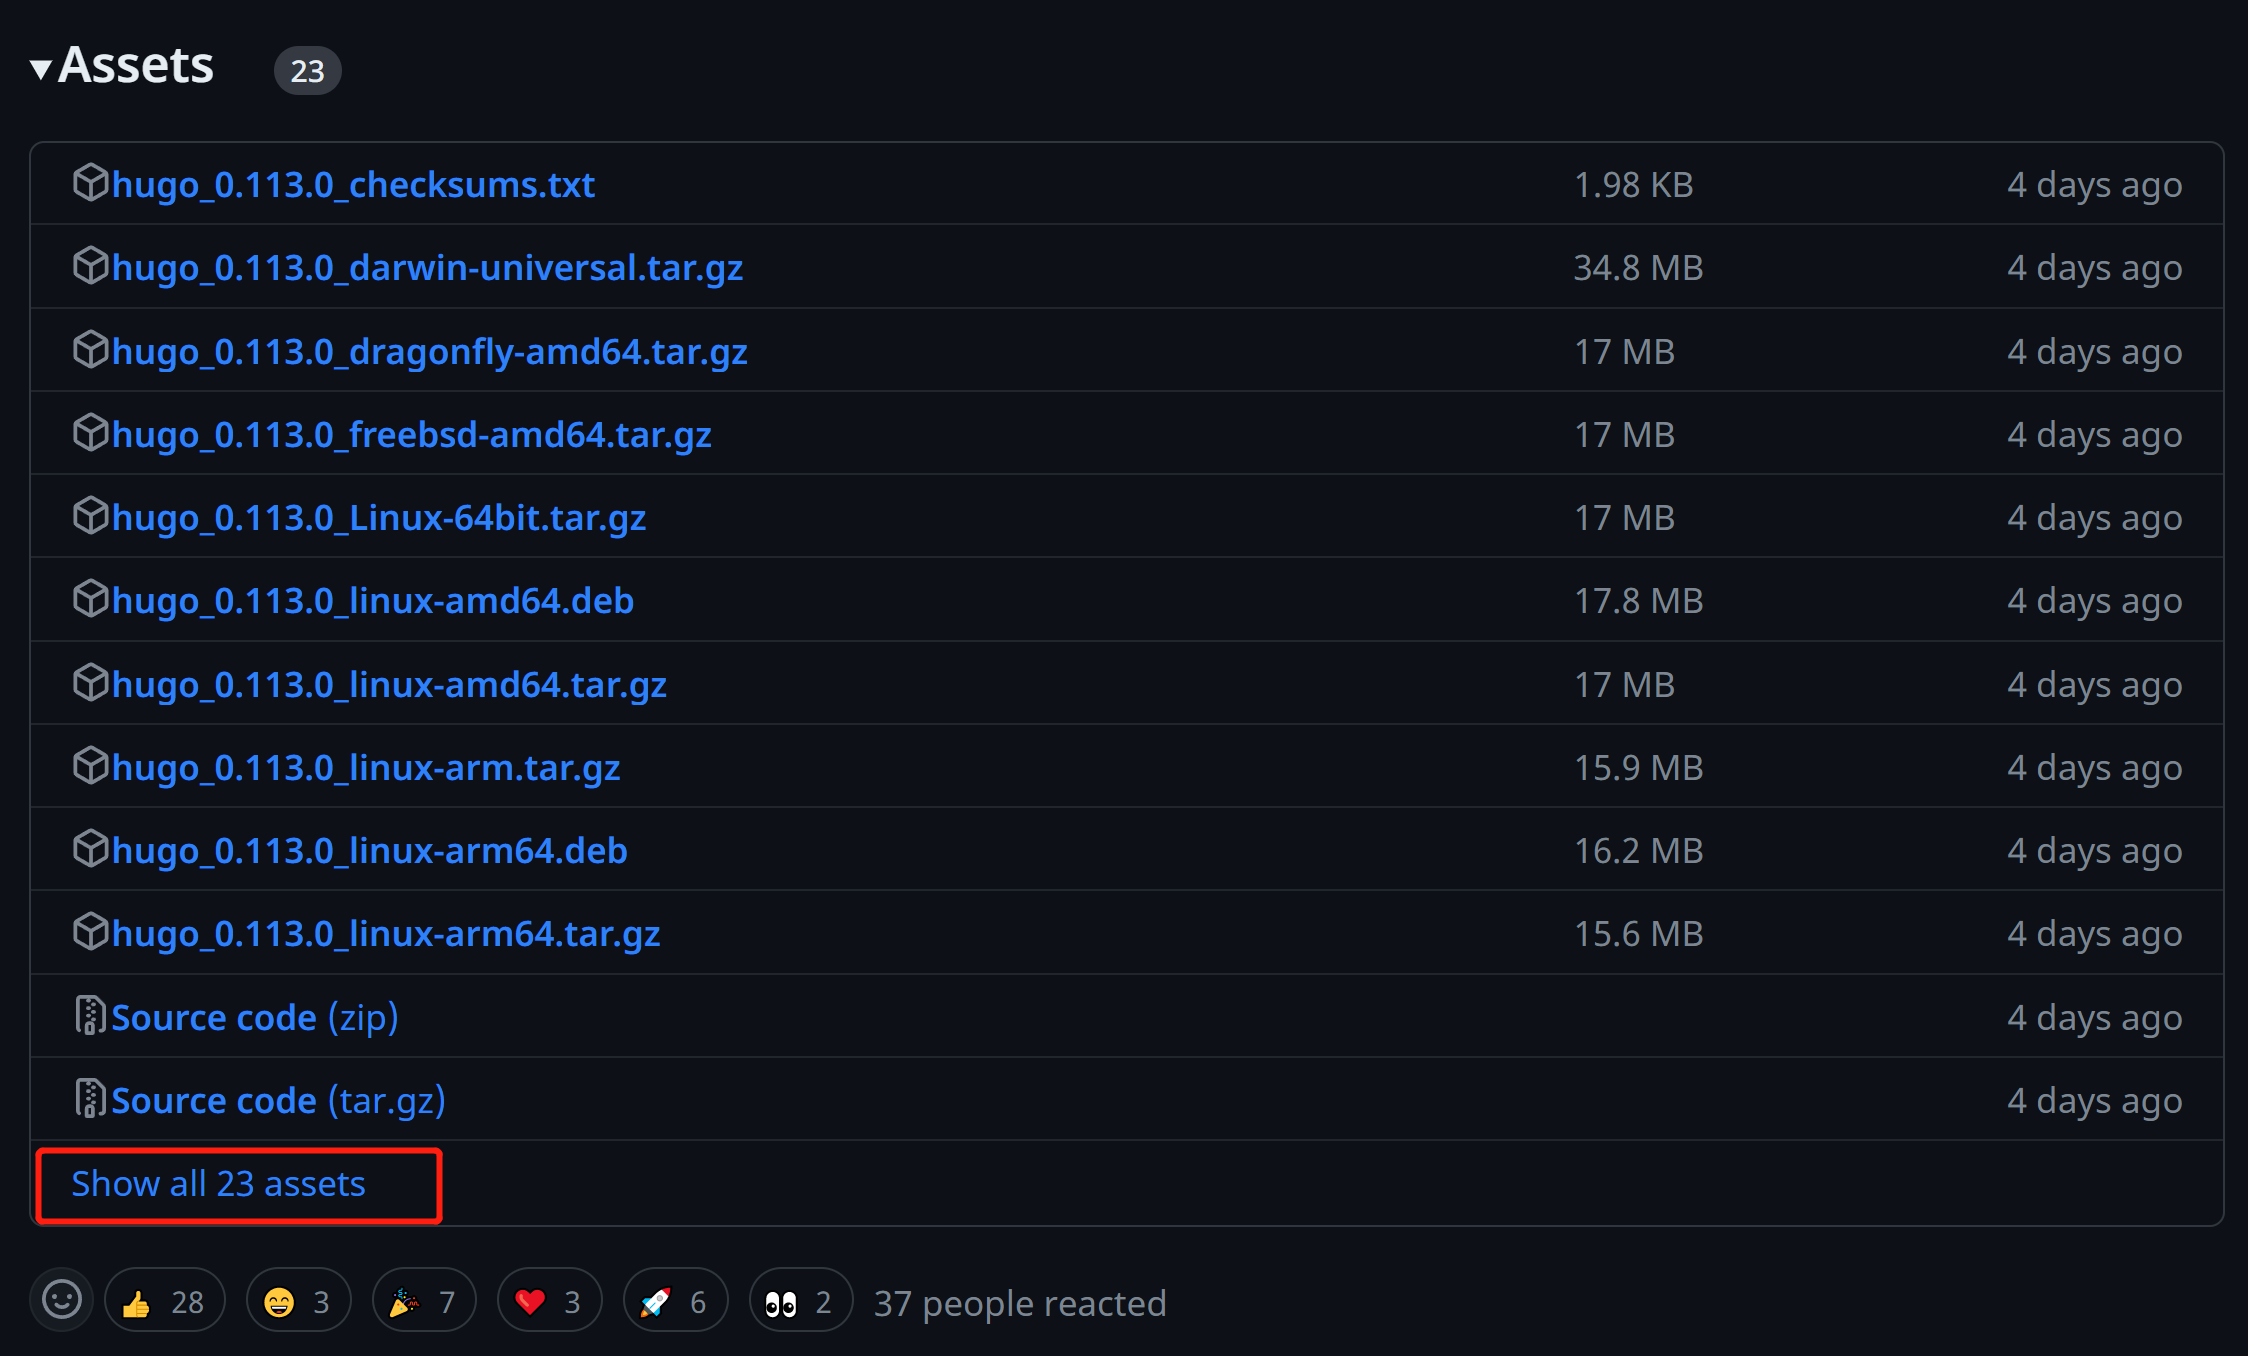 Assets 23
hugo_0.113.0_checksums.txt 1.98 KB 4 days ago
hugo_0.113.0_darwin-universal.tar.gz 34.8 MB 4 days ago
hugo_0.113.0_dragonfly-amd64.tar.gz 17 MB 4 days ago
hugo_0.113.0_freebsd-amd64.tar.gz 17 MB 4 days ago
hugo_0.113.0_Linux-64bit.tar.gz 17 MB 4 days ago
hugo_0.113.0_linux-amd64.deb 17.8 MB 4 days ago
hugo_0.113.0_linux-amd64.tar.gz 17 MB 4 days ago
hugo_0.113.0_linux-arm.tar.gz 15.9 MB 4 days ago
hugo_0.113.0_linux-arm64.deb 16.2 MB 4 days ago
hugo_0.113.0_linux-arm64.tar.gz 15.6 MB 4 days ago
Source code (zip) 4 days ago
Source code (tar.gz) 4 days ago
Show all 23 assets
28 3 7 3 6 2 37 people reacted